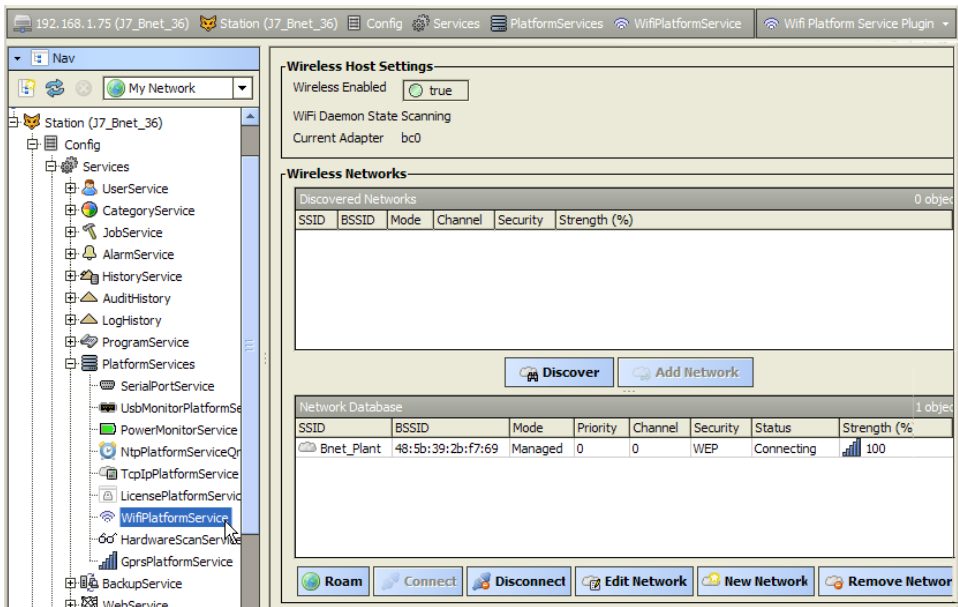 192.168.1.75 (J7_Bnet_36) Station (J7_Bnet_36) Config Services PlatformServices WifiPlatformService Wifi Platform Service Plugin
Nav
My Network
Station (J7_Bnet_36)
Config
Services
UserService
CategoryService
JobService
AlarmService
HistoryService
AuditHistory
LogHistory
ProgramService
PlatformServices
SerialPortService
UsbMonitorPlatformSe
PowerMonitorService
NtpPlatformServiceQn
TcpIpPlatformService
LicensePlatformServic
WifiPlatformService
HardwareScanService
GprsPlatformService
BackupService
WebService
Wireless Host Settings
Wireless Enabled true
WiFi Daemon State Scanning
Current Adapter bc0
Wireless Networks
Discovered Networks 0 objec
SSID BSSID Mode Channel Security Strength (%)
Discover Add Network
Network Database 1 objec
SSID BSSID Mode Priority Channel Security Status Strength (%
Bnet_Plant 48:5b:39:2b:f7:69 Managed 0 0 WEP Connecting 100
Roam Connect Disconnect Edit Network New Network Remove Networ